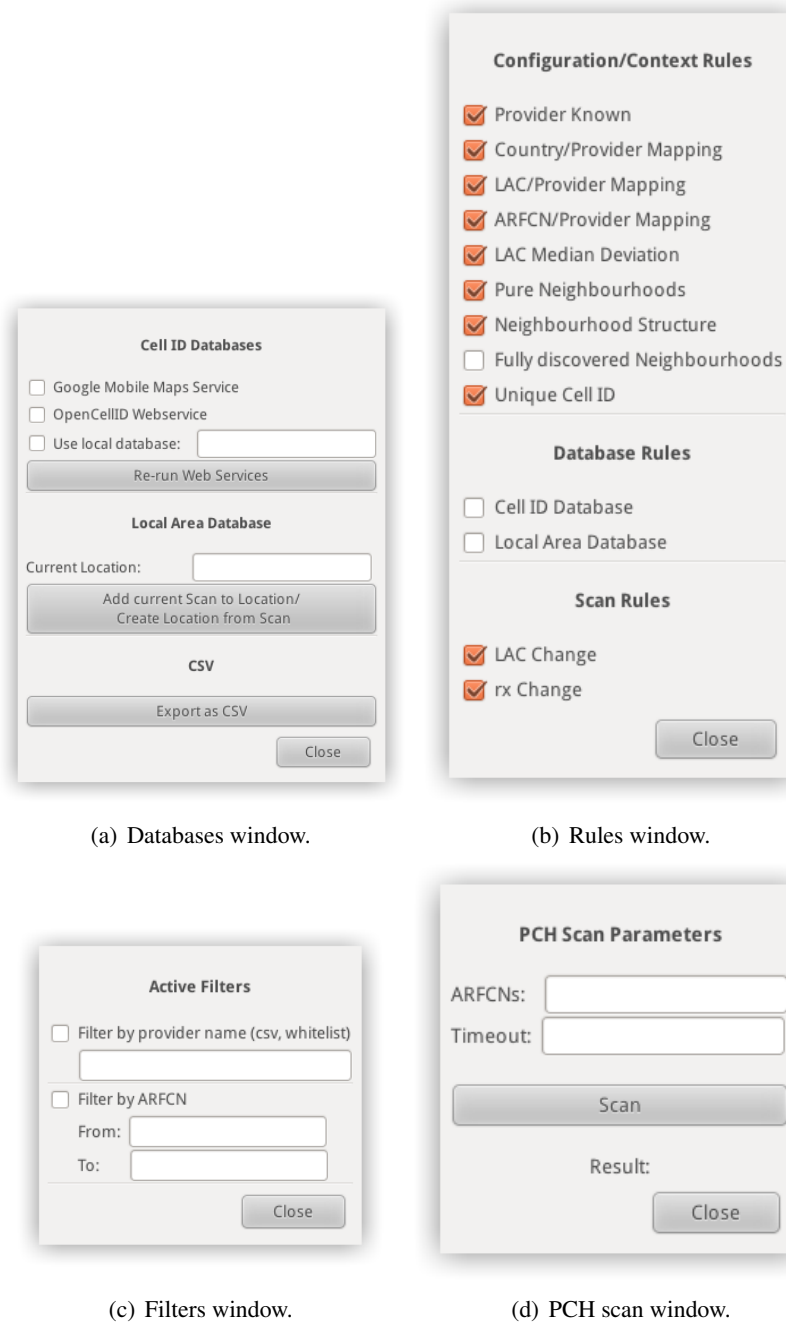 Cell ID Databases
Google Mobile Maps Service
OpenCellID Webservice
Use local database:
Re-run Web Services
Local Area Database
Current Location:
Add current Scan to Location/
Create Location from Scan
CSV
Export as CSV
Close
(a) Databases window.
Configuration/Context Rules
Provider Known
Country/Provider Mapping
LAC/Provider Mapping
ARFCN/Provider Mapping
LAC Median Deviation
Pure Neighbourhoods
Neighbourhood Structure
Fully discovered Neighbourhoods
Unique Cell ID
Database Rules
Cell ID Database
Local Area Database
Scan Rules
LAC Change
rx Change
Close
(b) Rules window.
Active Filters
Filter by provider name (csv, whitelist)
Filter by ARFCN
From:
To:
Close
(c) Filters window.
PCH Scan Parameters
ARFCNs:
Timeout:
Scan
Result:
Close
(d) PCH scan window.